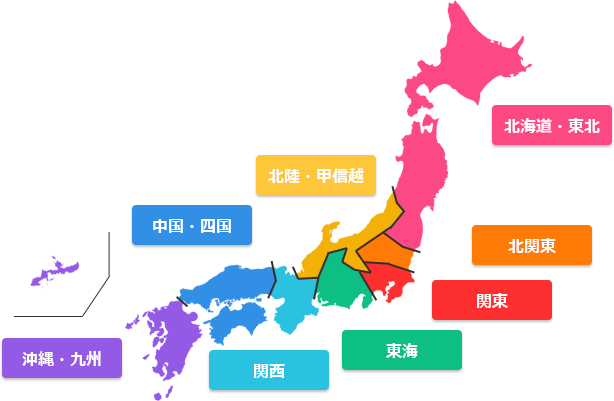 北海道・東北
北陸・甲信越
中国・四国
北関東
関東
東海
沖縄・九州
関西